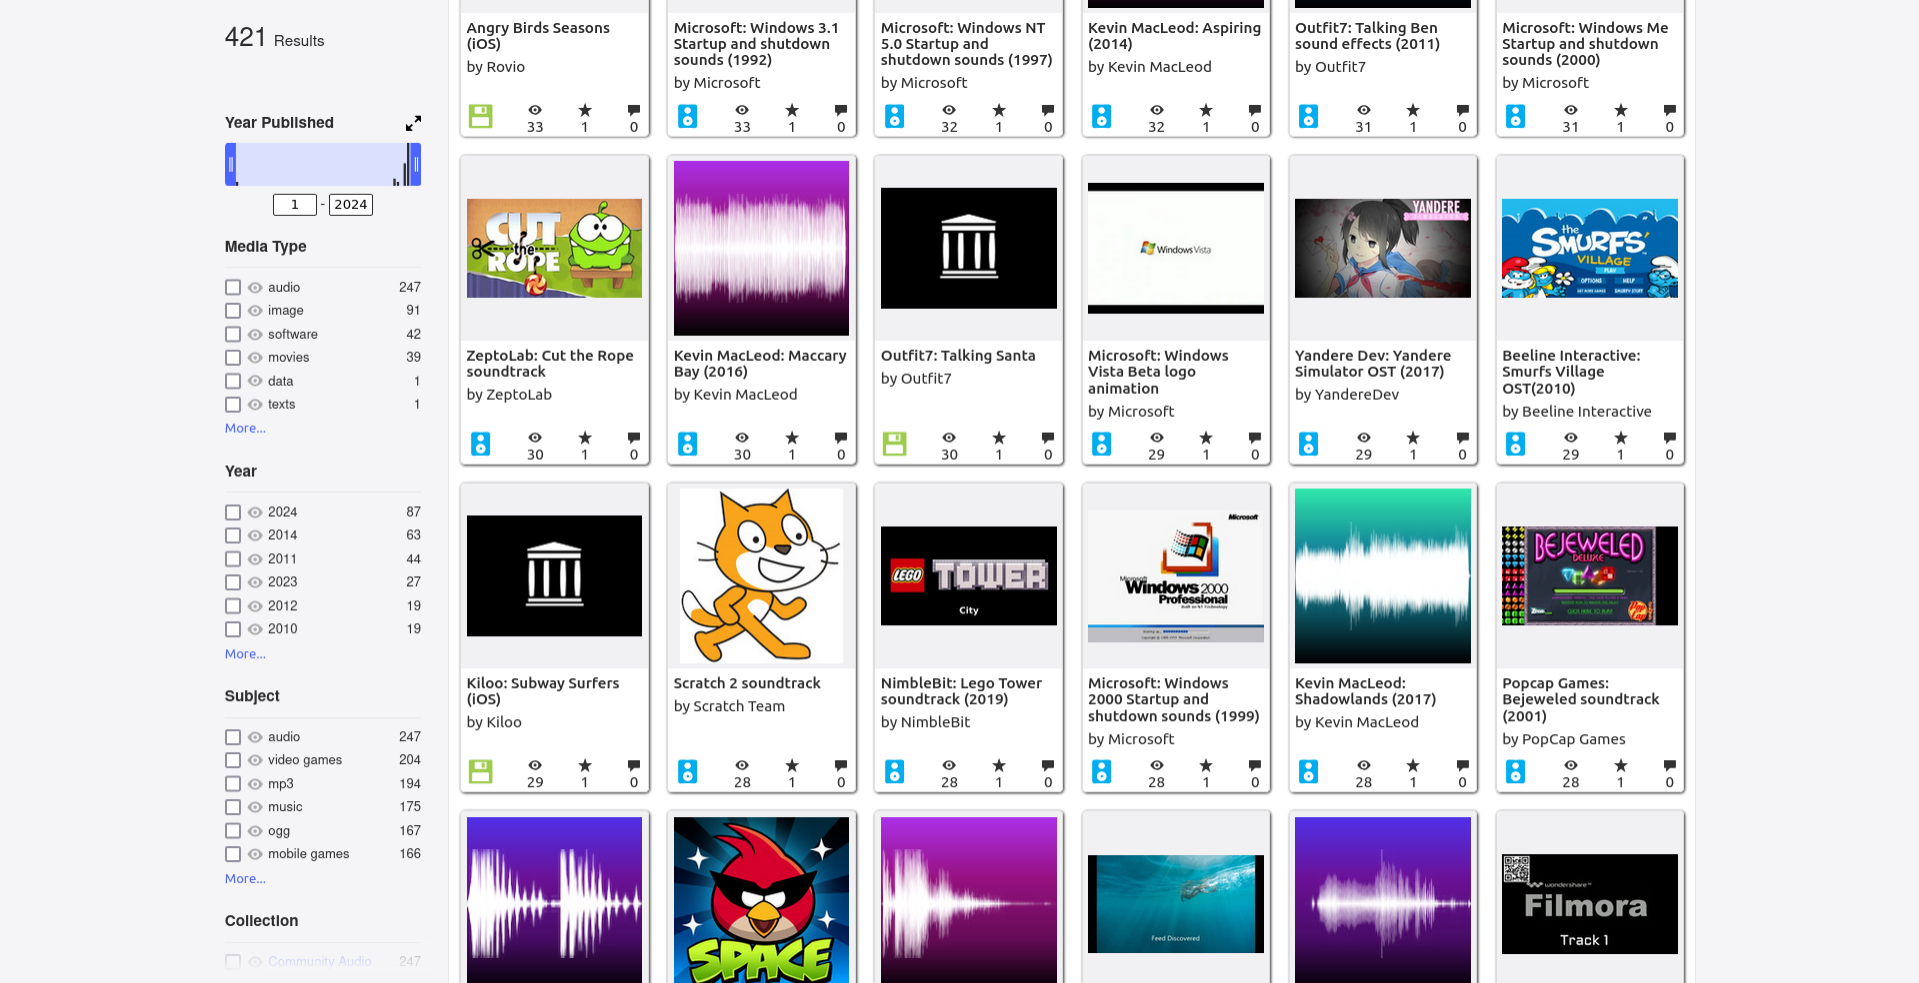 421 Results
Year Published
1 - 2024
Media Type
audio 247
image 91
software 42
movies 39
data 1
texts 1
More...
Year
2024 87
2014 63
2011 44
2023 27
2012 19
2010 19
More...
Subject
audio 247
video games 204
mp3 194
music 175
ogg 167
mobile games 166
More...
Collection
Community Audio 247
Angry Birds Seasons
(iOS)
by Rovio
33 1 0
Microsoft: Windows 3.1
Startup and shutdown
sounds (1992)
by Microsoft
33 1 0
Microsoft: Windows NT
5.0 Startup and
shutdown sounds (1997)
by Microsoft
32 1 0
Kevin MacLeod: Aspiring
(2014)
by Kevin MacLeod
32 1 0
Outfit7: Talking Ben
sound effects (2011)
by Outfit7
31 1 0
Microsoft: Windows Me
Startup and shutdown
sounds (2000)
by Microsoft
31 1 0
CUT
the
ROPE
ZeptoLab: Cut the Rope
soundtrack
by ZeptoLab
30 1 0
Kevin MacLeod: Maccary
Bay (2016)
by Kevin MacLeod
30 1 0
Outfit7: Talking Santa
by Outfit7
30 1 0
Windows Vista
Microsoft: Windows
Vista Beta logo
animation
by Microsoft
29 1 0
YANDERE
Yandere Dev: Yandere
Simulator OST (2017)
by YandereDev
29 1 0
the
SMURFS'
VILLAGE
PLAY
OPTIONS HELP
Beeline Interactive:
Smurfs Village
OST(2010)
by Beeline Interactive
29 1 0
Kiloo: Subway Surfers
(iOS)
by Kiloo
29 1 0
Scratch 2 soundtrack
by Scratch Team
28 1 0
LEGO TOWER
City
NimbleBit: Lego Tower
soundtrack (2019)
by NimbleBit
28 1 0
Microsoft
Microsoft
Windows 2000
Professional
Built on NT Technology
Microsoft: Windows
2000 Startup and
shutdown sounds (1999)
by Microsoft
28 1 0
Kevin MacLeod:
Shadowlands (2017)
by Kevin MacLeod
28 1 0
BEJEWELED
DELUXE
CLICK HERE TO PLAY!
Pop
Cap
Popcap Games:
Bejeweled soundtrack
(2001)
by PopCap Games
28 1 0
SPACE
Feed Discovered
wondershare
Filmora
Track 1